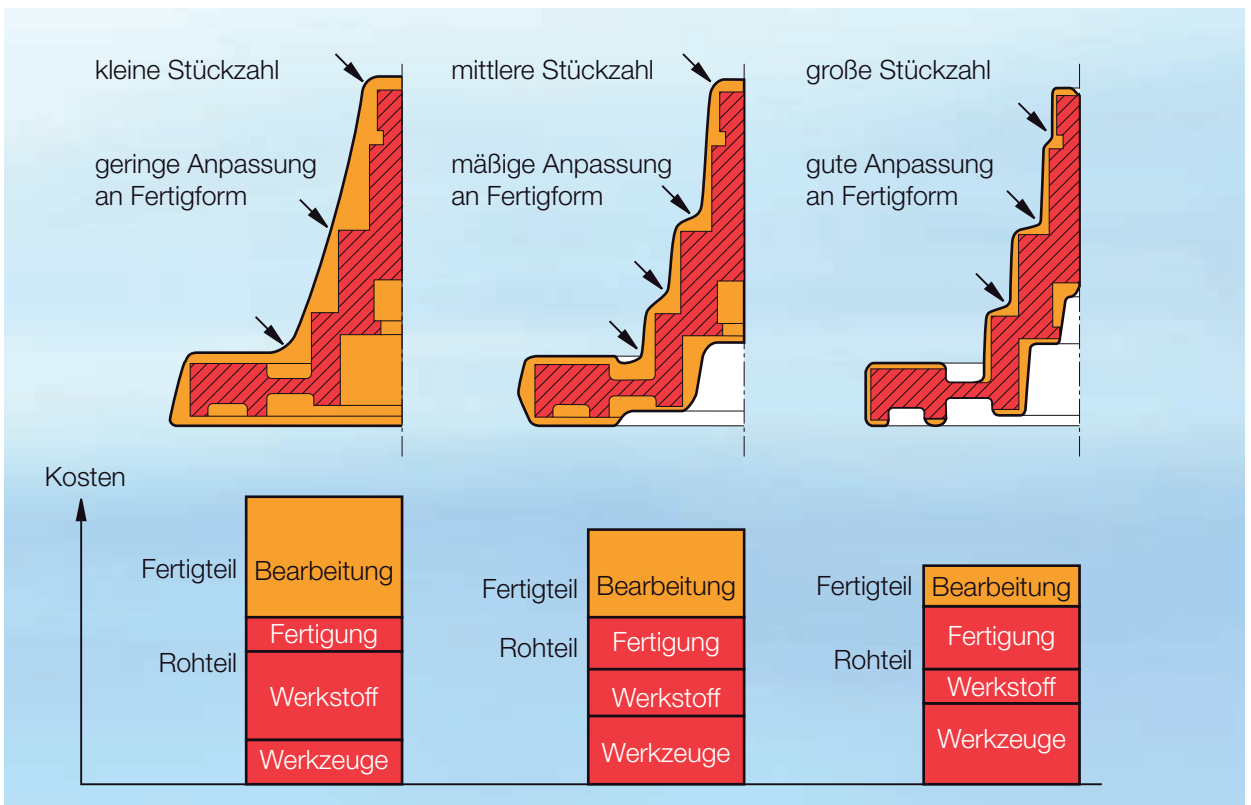 kleine Stückzahl
geringe Anpassung
an Fertigform
mittlere Stückzahl
mäßige Anpassung
an Fertigform
große Stückzahl
gute Anpassung
an Fertigform
Kosten
Fertigteil
Bearbeitung
Rohteil
Fertigung
Werkstoff
Werkzeuge
Fertigteil
Bearbeitung
Rohteil
Fertigung
Werkstoff
Werkzeuge
Fertigteil
Bearbeitung
Rohteil
Fertigung
Werkstoff
Werkzeuge